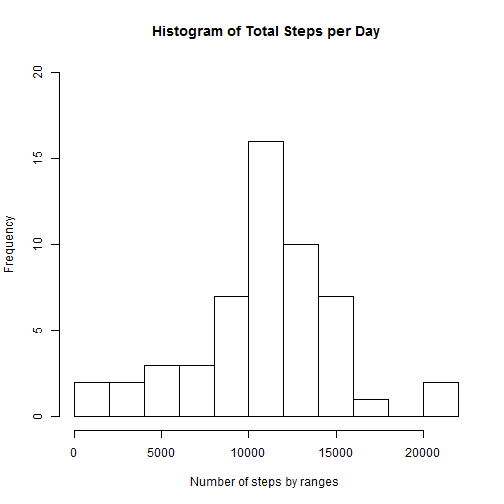 Histogram of Total Steps per Day
20
15
10
5
0
Frequency
0 5000 10000 15000 20000
Number of steps by ranges